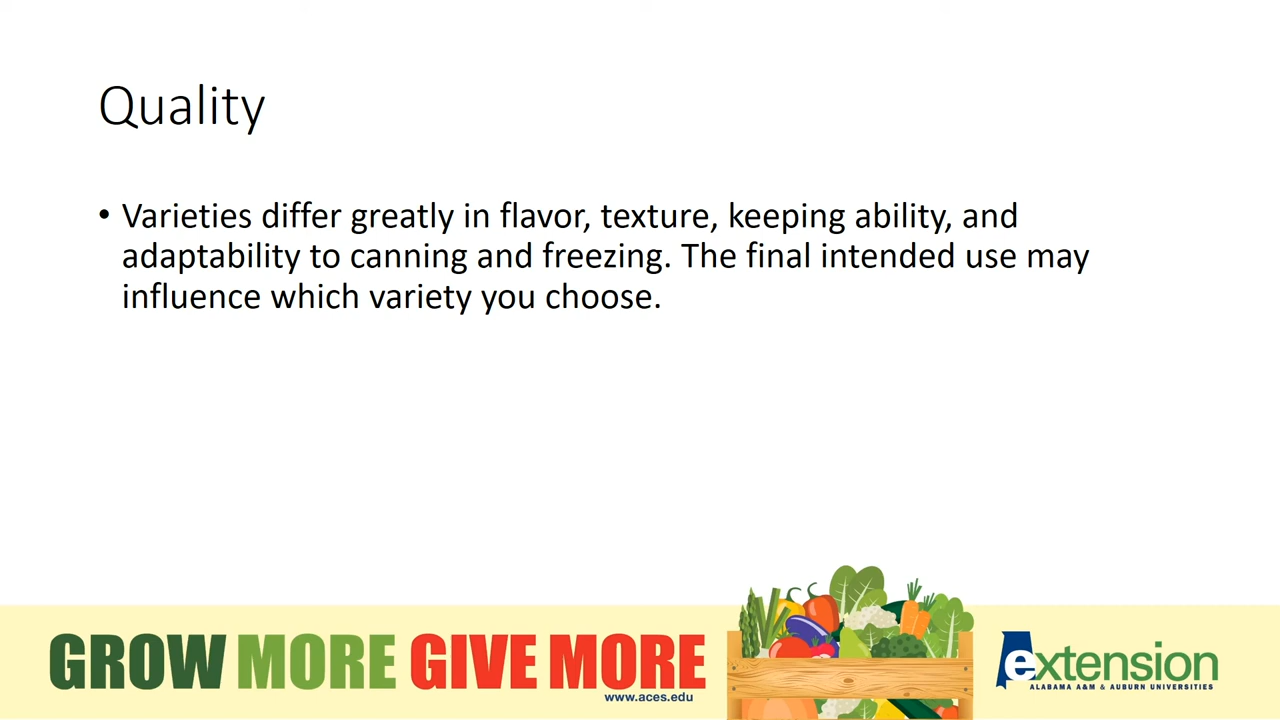 Quality
• Varieties differ greatly in flavor, texture, keeping ability, and
adaptability to canning and freezing. The final intended use may
influence which variety you choose.
GROW MORE GIVE MORE
www.aces.edu
extension
ALABAMA A&M & AUBURN UNIVERSITIES